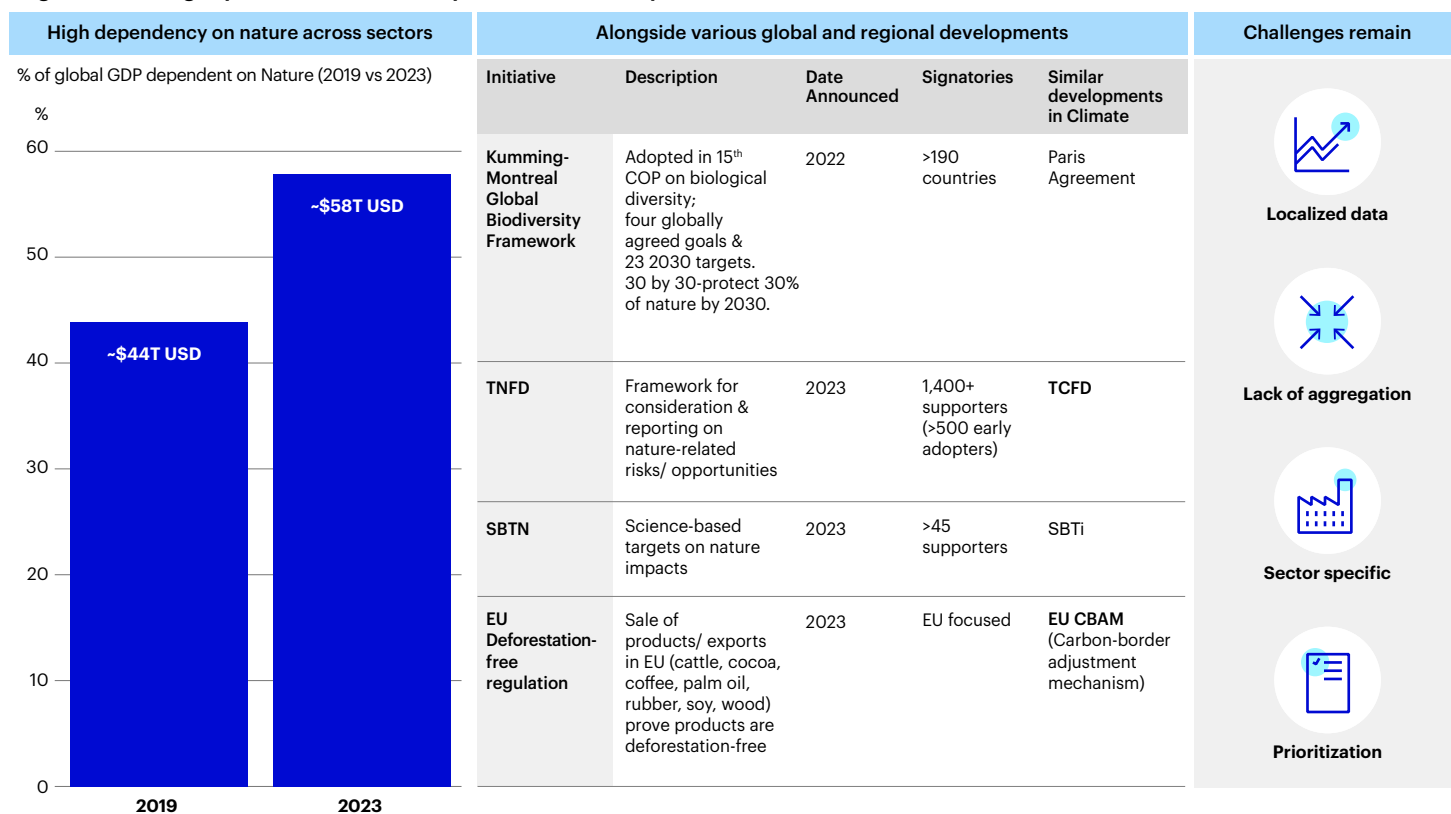 High dependency on nature across sectors
% of global GDP dependent on Nature (2019 vs 2023)
%
60
50
40
30
20
10
0
~$44T USD
~$58T USD
2019
2023
Alongside various global and regional developments
Initiative
Description
Date
Announced
Signatories
Similar
developments
in Climate
Kumming-
Montreal
Global
Biodiversity
Framework
Adopted in 15th
COP on biological
diversity;
four globally
agreed goals &
23 2030 targets.
30 by 30-protect 30%
of nature by 2030.
2022
>190
countries
Paris
Agreement
TNFD
Framework for
consideration &
reporting on
nature-related
risks/ opportunities
2023
1,400+
supporters
(>500 early
adopters)
TCFD
SBTN
Science-based
targets on nature
impacts
2023
>45
supporters
SBTi
EU
Deforestation-
free
regulation
Sale of
products/ exports
in EU (cattle, cocoa,
coffee, palm oil,
rubber, soy, wood)
prove products are
deforestation-free
2023
EU focused
EU CBAM
(Carbon-border
adjustment
mechanism)
Challenges remain
Localized data
Lack of aggregation
Sector specific
Prioritization